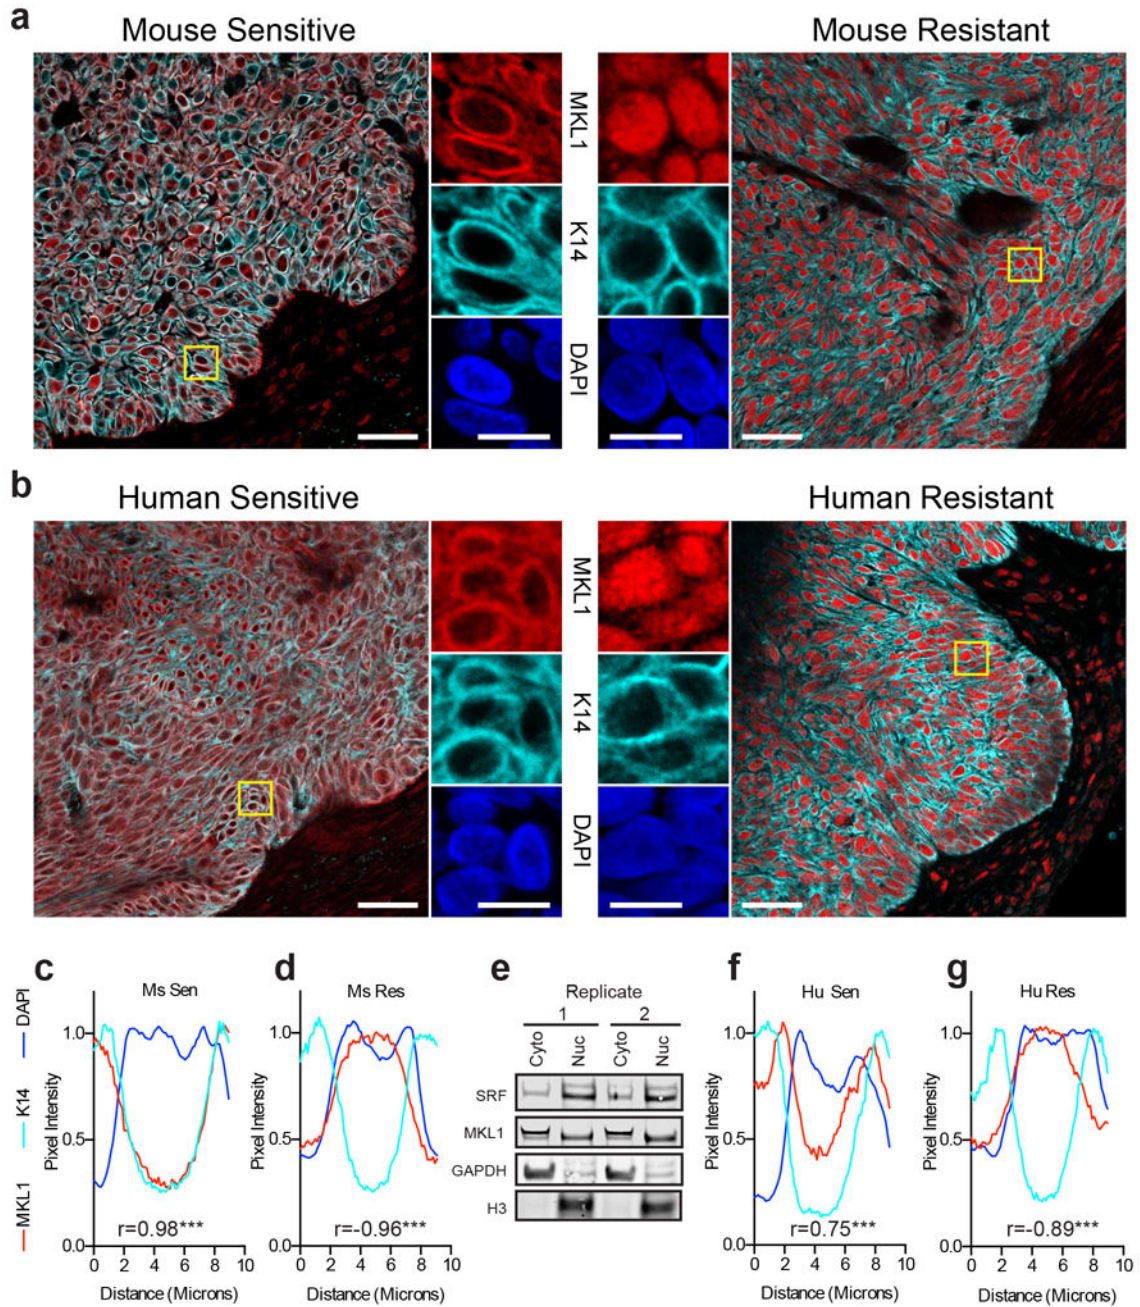 a
Mouse Sensitive
Mouse Resistant
MKL1
K14
DAPI
b
Human Sensitive
Human Resistant
MKL1
K14
DAPI
c
Ms Sen
MKL1
K14
DAPI
Pixel Intensity
1.0
0.5
0.0
r=0.98***
0 2 4 6 8 10
Distance (Microns)
d
Ms Res
Pixel Intensity
1.0
0.5
0.0
r=-0.96***
0 2 4 6 8 10
Distance (Microns)
e
Replicate
1 2
Cyto Nuc Cyto Nuc
SRF
MKL1
GAPDH
H3
f
Hu Sen
Pixel Intensity
1.0
0.5
0.0
r=0.75***
0 2 4 6 8 10
Distance (Microns)
g
Hu Res
Pixel Intensity
1.0
0.5
0.0
r=-0.89***
0 2 4 6 8 10
Distance (Microns)